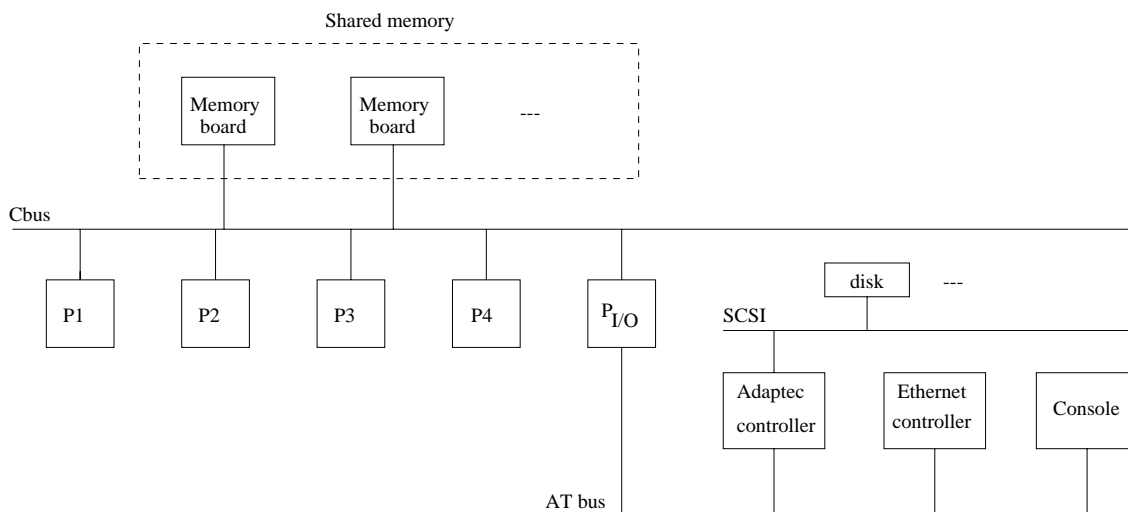 Shared memory
Memory
board
Memory
board
---
Cbus
P1
P2
P3
P4
P I/O
disk
---
SCSI
Adaptec
controller
Ethernet
controller
Console
AT bus